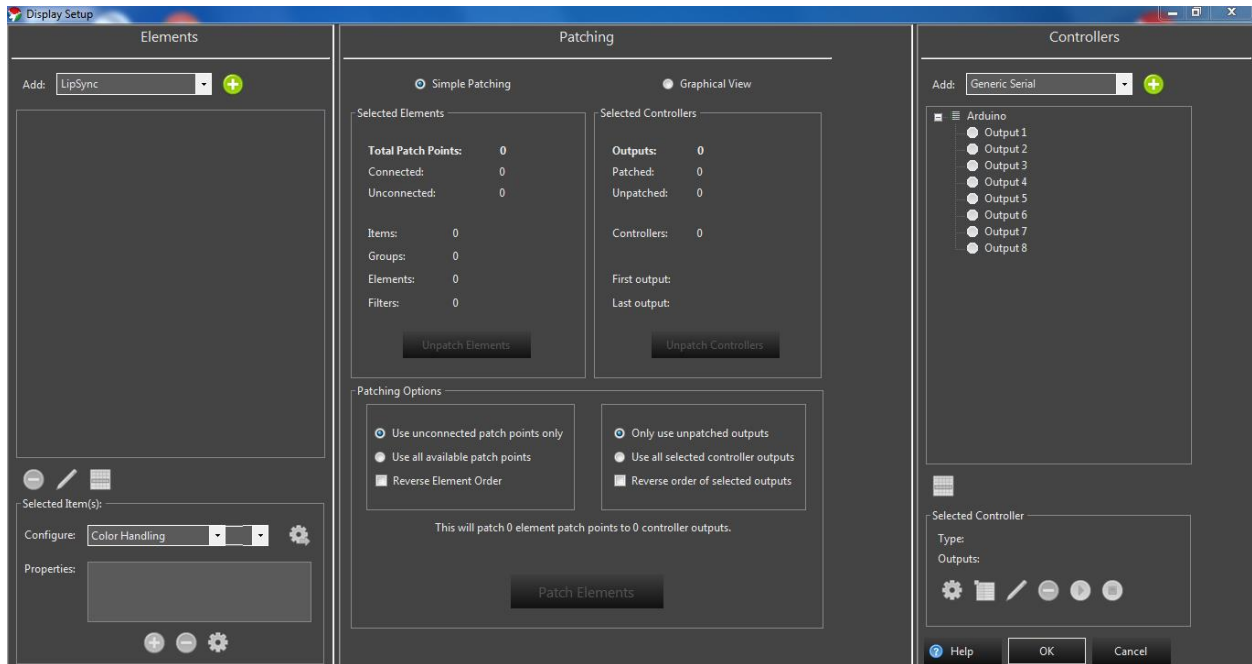 Display Setup
Elements
Add: LipSync
Selected Item(s):
Configure: Color Handling
Properties:
Patching
Simple Patching
Graphical View
Selected Elements
Total Patch Points: 0
Connected: 0
Unconnected: 0
Items: 0
Groups: 0
Elements: 0
Filters: 0
Unpatch Elements
Selected Controllers
Outputs: 0
Patched: 0
Unpatched: 0
Controllers: 0
First output:
Last output:
Unpatch Controllers
Patching Options
Use unconnected patch points only
Use all available patch points
Reverse Element Order
Only use unpatched outputs
Use all selected controller outputs
Reverse order of selected outputs
This will patch 0 element patch points to 0 controller outputs.
Patch Elements
Controllers
Add: Generic Serial
Arduino
Output 1
Output 2
Output 3
Output 4
Output 5
Output 6
Output 7
Output 8
Selected Controller
Type:
Outputs:
Help
OK
Cancel